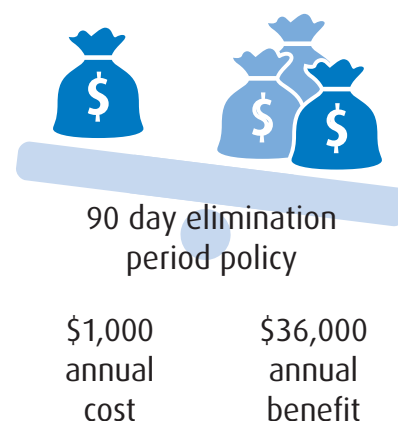 $
$
$
90 day elimination
period policy
$1,000
annual
cost
$36,000
annual
benefit